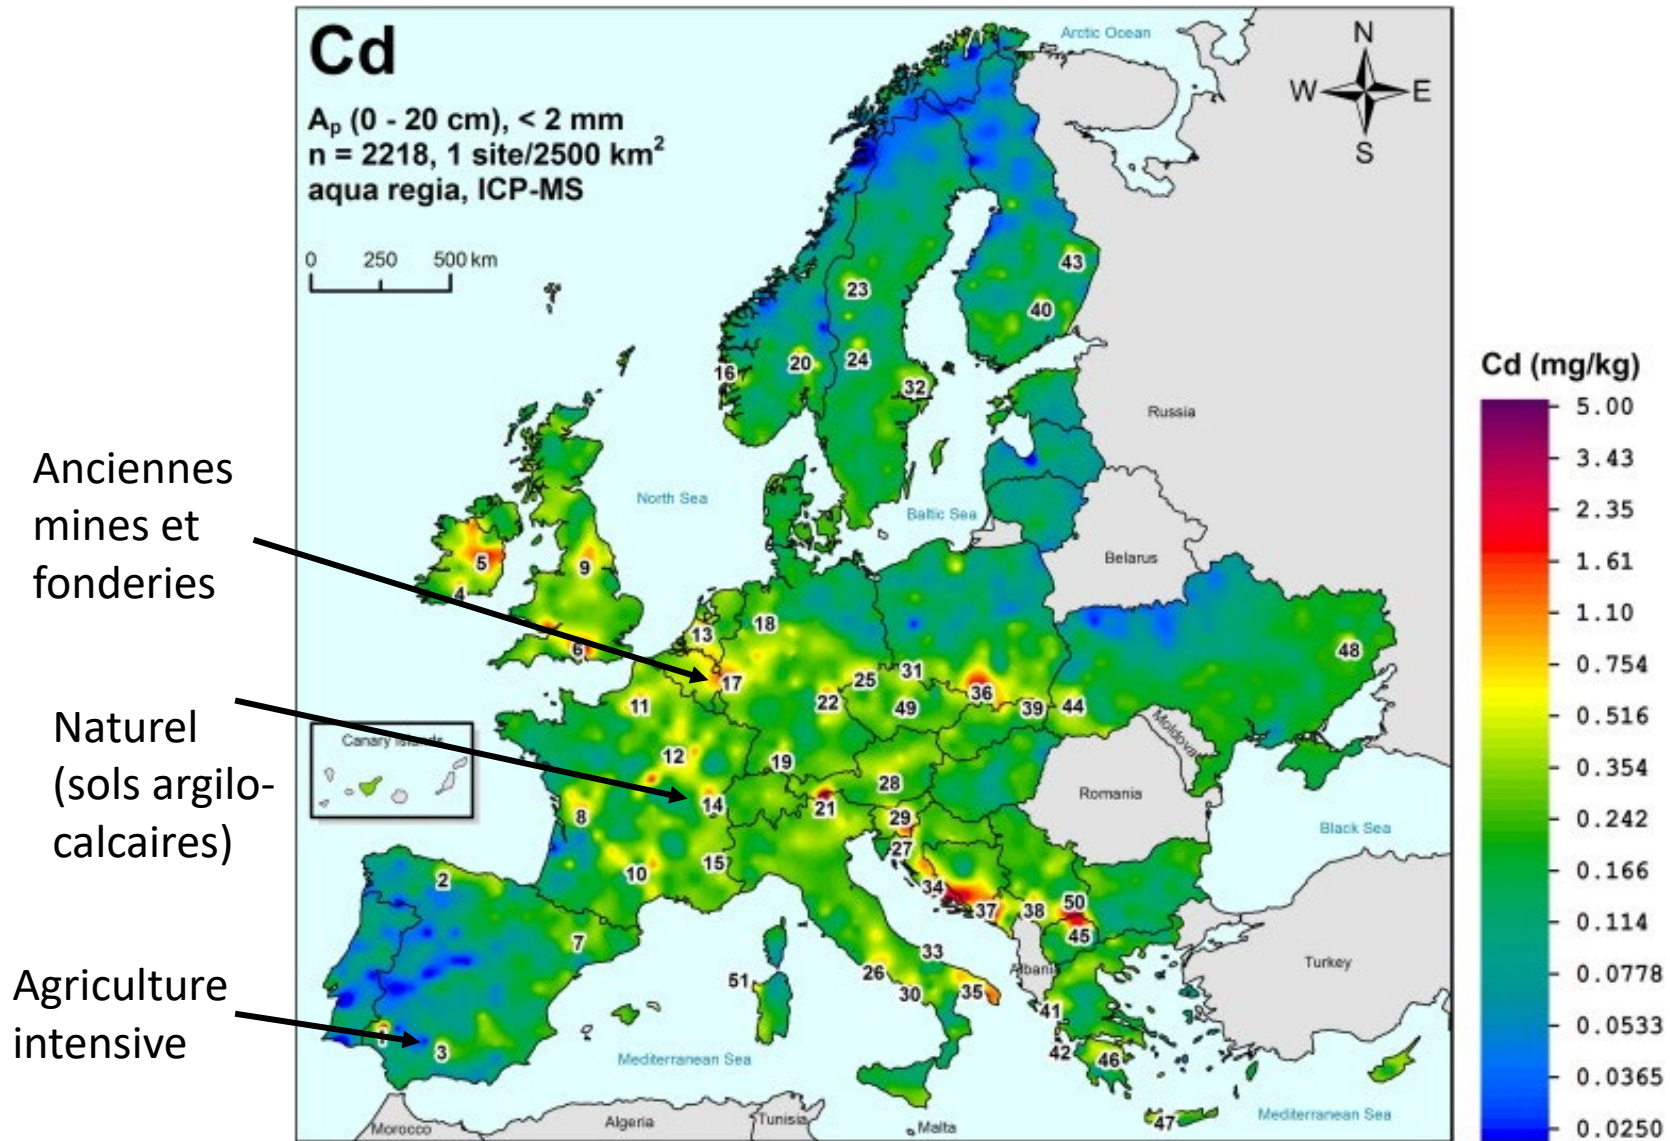 Cd
Aₚ (0 - 20 cm), < 2 mm
n = 2218, 1 site/2500 km²
aqua regia, ICP-MS
0 250 500 km
N
W E
S
Arctic Ocean
North Sea
Baltic Sea
Russia
Belarus
Moldova
Romania
Black Sea
Turkey
Albania
Mediterranean Sea
Mediterranean Sea
Morocco
Algeria
Tunisia
Malta
Canary Islands
43
40
23
20
24
16
32
5
9
4
6
13
18
17
11
12
19
14
8
10
15
22
25
31
36
49
39
44
48
28
21
29
27
34
37
38
50
45
2
7
1
3
51
26
33
30
35
41
42
46
47
Anciennes
mines et
fonderies
Naturel
(sols argilo-
calcaires)
Agriculture
intensive
Cd (mg/kg)
5.00
3.43
2.35
1.61
1.10
0.754
0.516
0.354
0.242
0.166
0.114
0.0778
0.0533
0.0365
0.0250